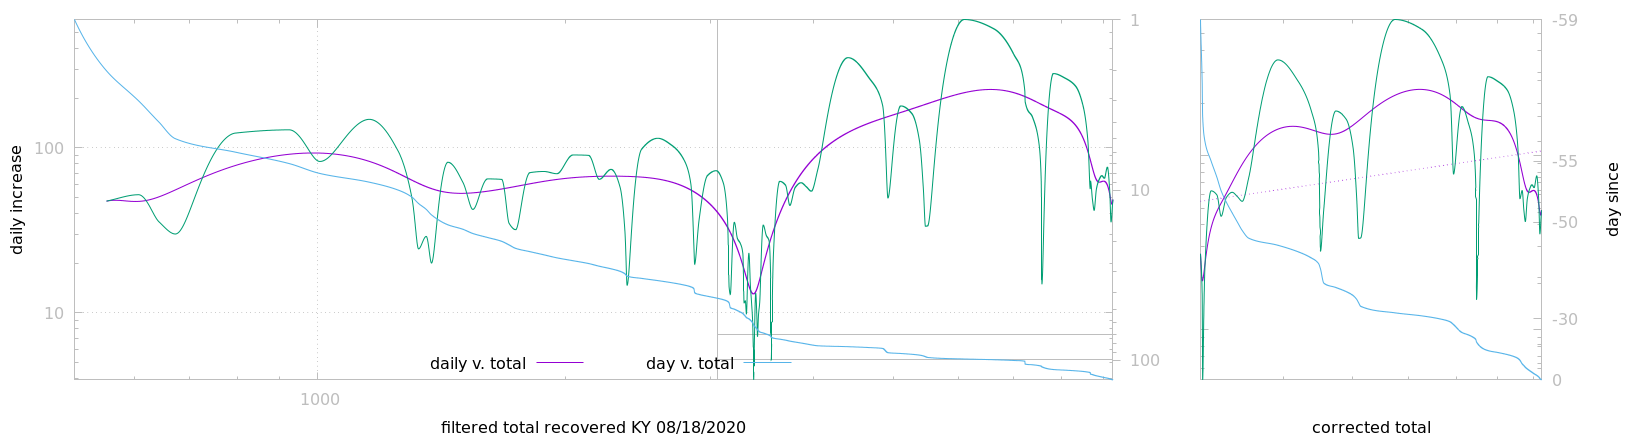 1
-59
100
-55
10
-50
daily increase
day since
10
-30
daily v. total
day v. total
100
0
1000
filtered total recovered KY 08/18/2020
corrected total